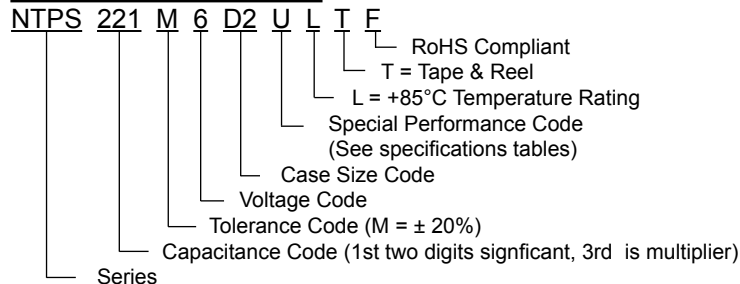 NTPS 221 M 6 D2 U L T F
RoHS Compliant
T = Tape & Reel
L = +85°C Temperature Rating
Special Performance Code
(See specifications tables)
Case Size Code
Voltage Code
Tolerance Code (M = ± 20%)
Capacitance Code (1st two digits signficant, 3rd is multiplier)
Series